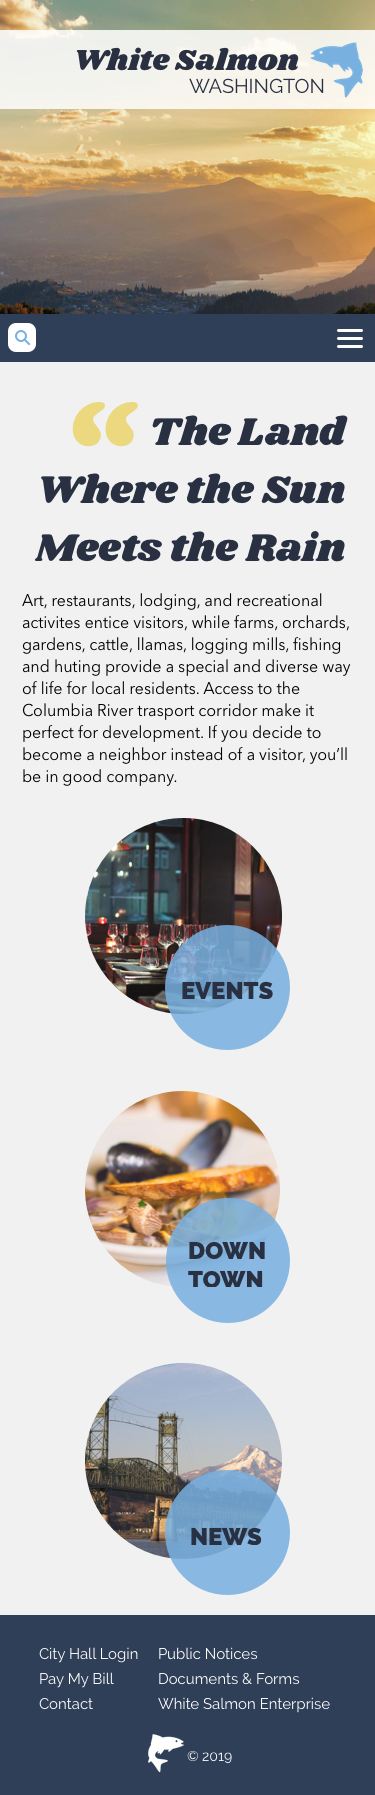 White Salmon
WASHINGTON
“ The Land
Where the Sun
Meets the Rain
Art, restaurants, lodging, and recreational
activites entice visitors, while farms, orchards,
gardens, cattle, llamas, logging mills, fishing
and huting provide a special and diverse way
of life for local residents. Access to the
Columbia River trasport corridor make it
perfect for development. If you decide to
become a neighbor instead of a visitor, you’ll
be in good company.
EVENTS
DOWN
TOWN
NEWS
City Hall Login
Pay My Bill
Contact
Public Notices
Documents & Forms
White Salmon Enterprise
© 2019